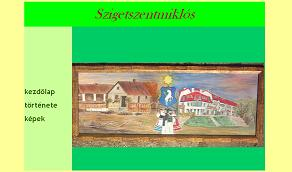 Szigetszentmiklós
kezdőlap
története
képek